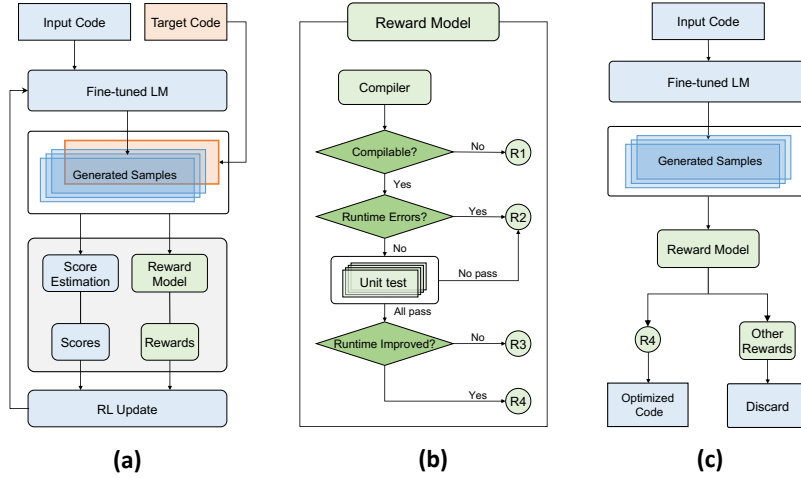 Input Code
Target Code
Fine-tuned LM
Generated Samples
Score
Estimation
Reward
Model
Scores
Rewards
RL Update
(a)
Reward Model
Compiler
Compilable?
No
R1
Yes
Runtime Errors?
Yes
R2
No
Unit test
No pass
All pass
Runtime Improved?
No
R3
Yes
R4
(b)
Input Code
Fine-tuned LM
Generated Samples
Reward Model
R4
Other
Rewards
Optimized
Code
Discard
(c)